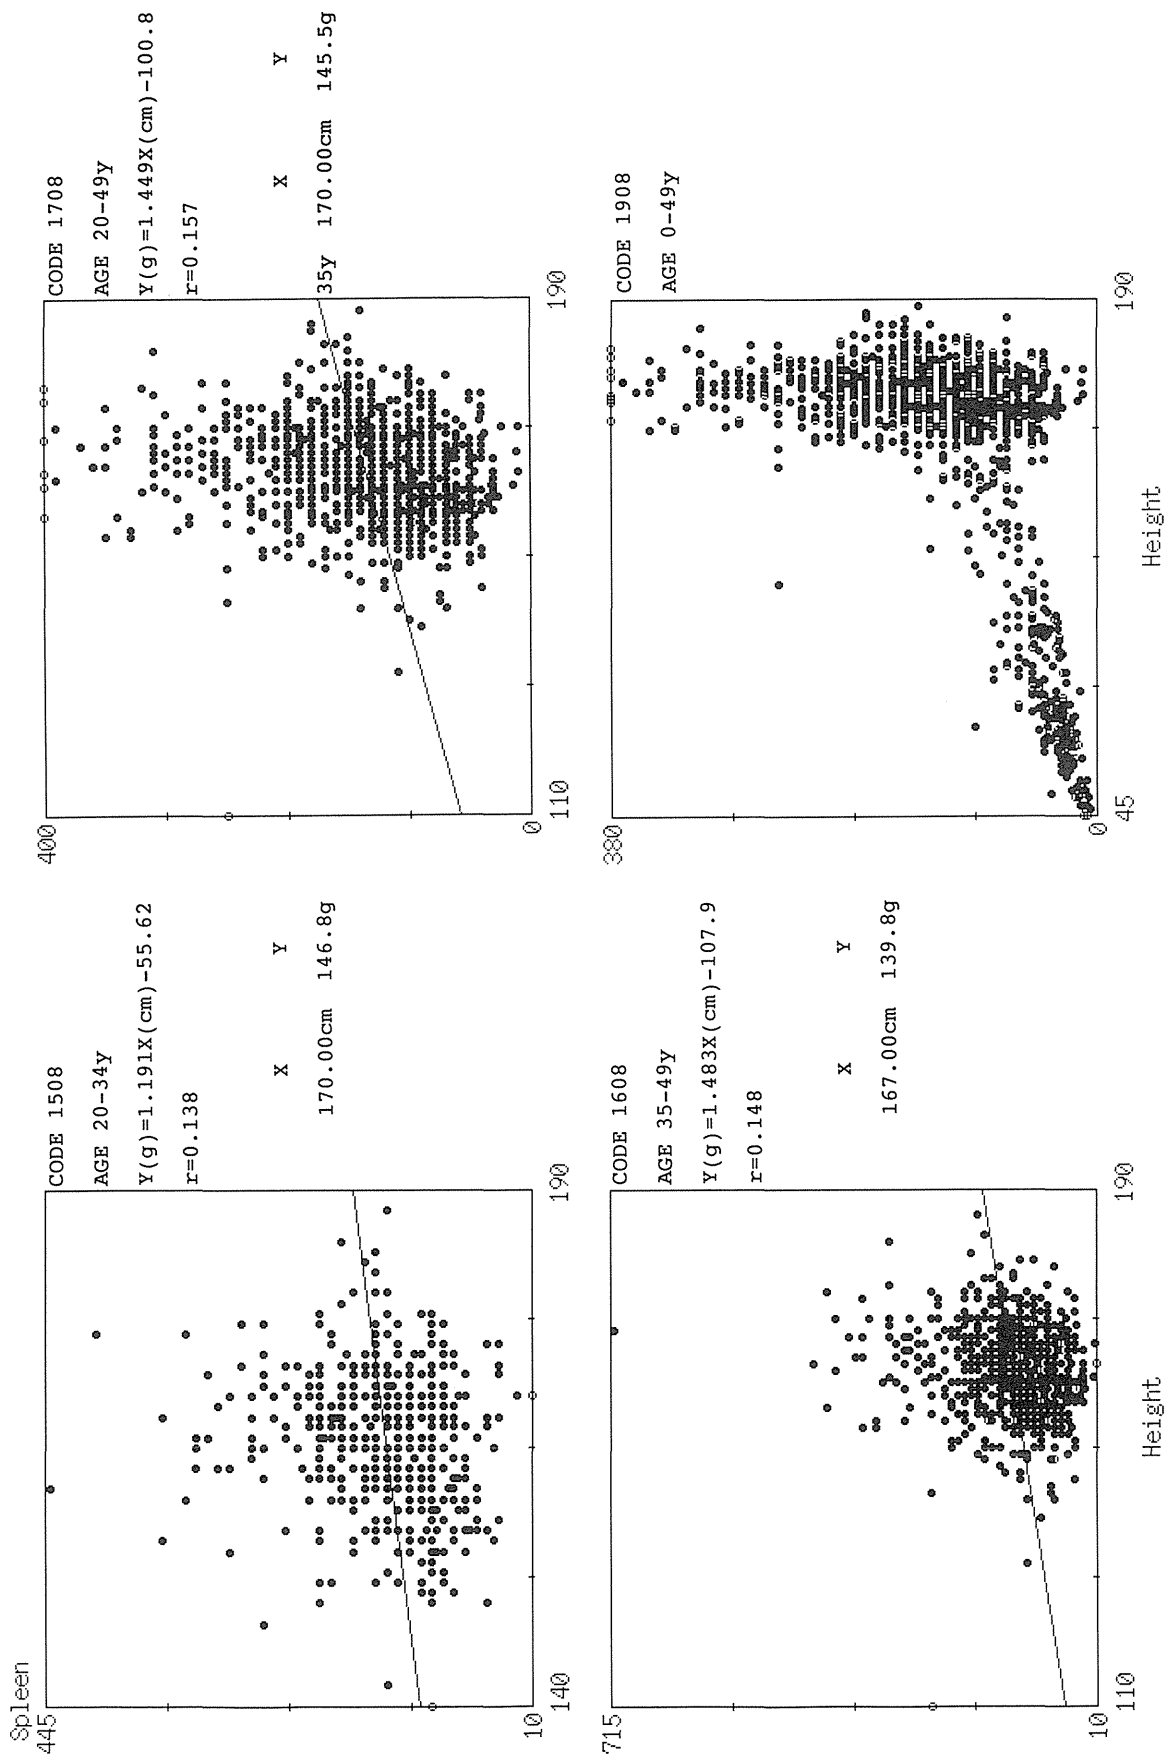 Spleen
445
10
140
190
CODE 1508
AGE 20-34y
Y(g)=1.191X(cm)-55.62
r=0.138
X Y
170.00cm 146.8g
400
0
110
190
CODE 1708
AGE 20-49y
Y(g)=1.449X(cm)-100.8
r=0.157
X Y
35y 170.00cm 145.5g
715
10
110
190
Height
CODE 1608
AGE 35-49y
Y(g)=1.483X(cm)-107.9
r=0.148
X Y
167.00cm 139.8g
380
0
45
190
Height
CODE 1908
AGE 0-49y